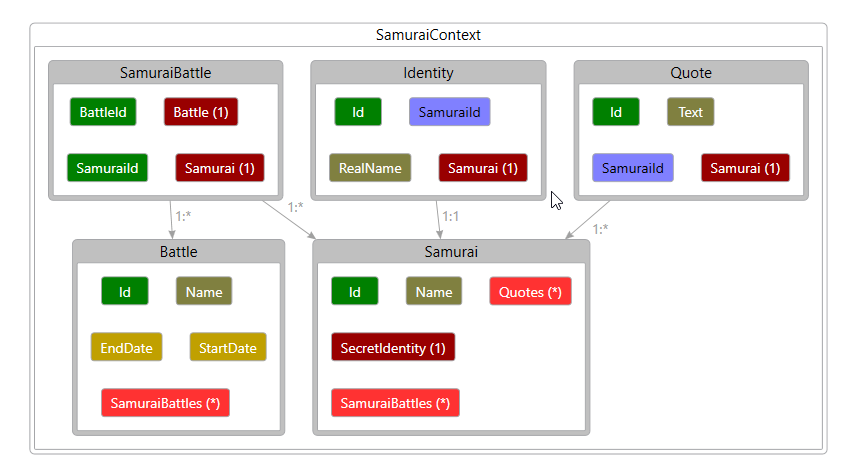 SamuraiContext
SamuraiBattle
BattleId Battle (1)
SamuraiId Samurai (1)
Identity
Id SamuraiId
RealName Samurai (1)
Quote
Id Text
SamuraiId Samurai (1)
1:*
1:*
1:1
1:*
Battle
Id Name
EndDate StartDate
SamuraiBattles (*)
Samurai
Id Name Quotes (*)
SecretIdentity (1)
SamuraiBattles (*)